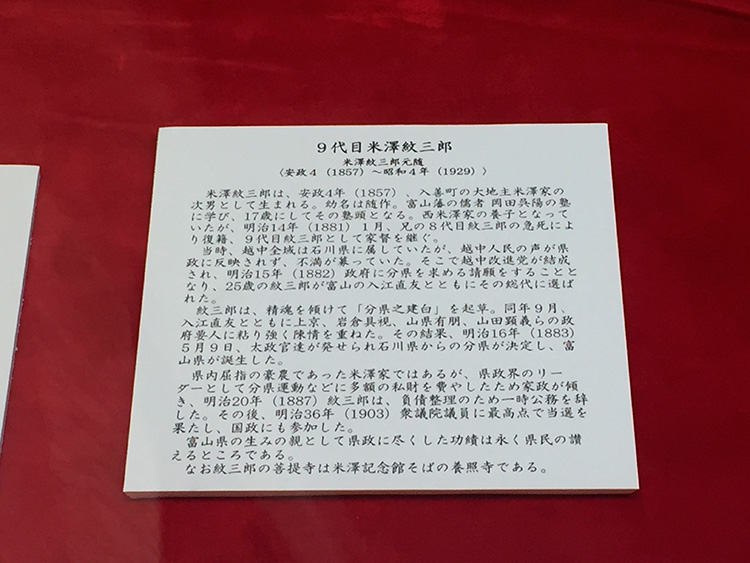 ９代目米澤紋三郎
米澤紋三郎元随
〈安政４（1857）〜昭和４年（1929）〉
米澤紋三郎は、安政4年（1857）、入善町の大地主米澤家の
次男として生まれる。幼名は随作。富山藩の儒者 岡田呉陽の塾
に学び、17歳にしてその塾頭となる。西米澤家の養子となって
いたが、明治14年（1881）１月、兄の８代目紋三郎の急死によ
り復籍、９代目紋三郎として家督を継ぐ。
当時、越中全域は石川県に属していたが、越中人民の声が県
政に反映されず、不満が募っていた。そこで越中改進党が結成
され、明治15年（1882）政府に分県を求める請願をすることと
なり、25歳の紋三郎が富山の入江直友とともにその総代に選ば
れた。
紋三郎は、精魂を傾けて「分県之建白」を起草。同年９月、
入江直友とともに上京、岩倉具視、山県有朋、山田顕義らの政
府要人に粘り強く陳情を重ねた。その結果、明治16年（1883）
５月９日、太政官達が発せられ石川県からの分県が決定し、富
山県が誕生した。
県内屈指の豪農であった米澤家ではあるが、県政界のリー
ダーとして分県運動などに多額の私財を費やしたため家政が傾
き、明治20年（1887）紋三郎は、負債整理のため一時公務を辞
した。その後、明治36年（1903）衆議院議員に最高点で当選を
果たし、国政にも参加した。
富山県の生みの親として県政に尽くした功績は永く県民の讃
えるところである。
なお紋三郎の菩提寺は米澤記念館そばの養照寺である。